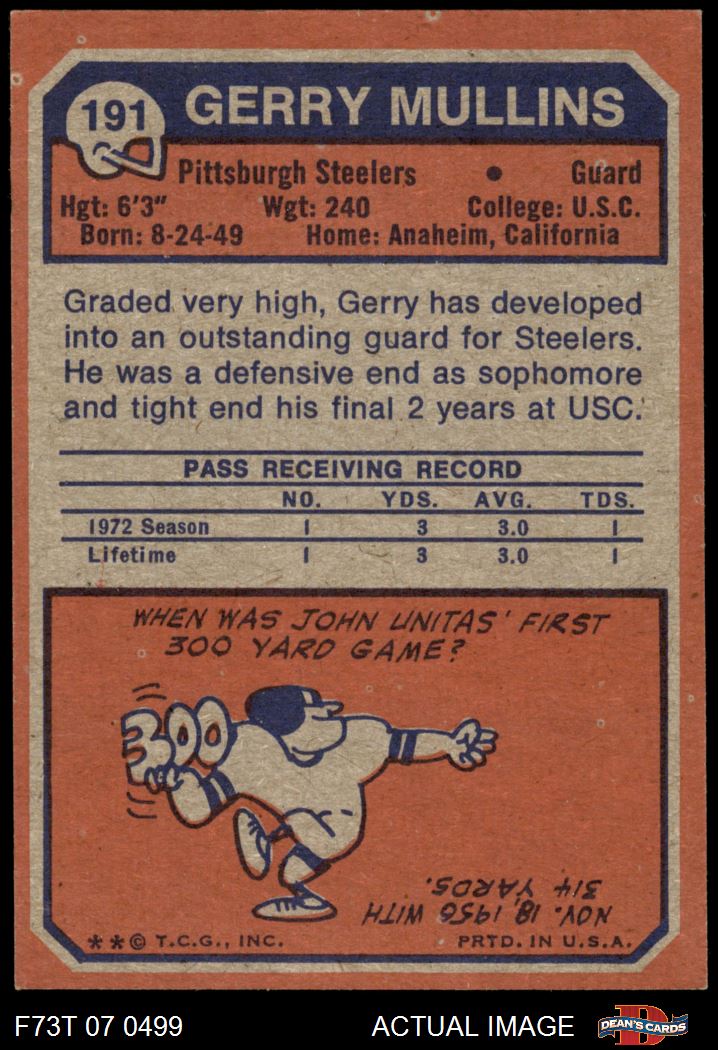 191 GERRY MULLINS
Pittsburgh Steelers • Guard
Hgt: 6'3" Wgt: 240 College: U.S.C.
Born: 8-24-49 Home: Anaheim, California
Graded very high, Gerry has developed
into an outstanding guard for Steelers.
He was a defensive end as sophomore
and tight end his final 2 years at USC.
PASS RECEIVING RECORD
NO. YDS. AVG. TDS.
1972 Season 1 3 3.0 1
Lifetime 1 3 3.0 1
WHEN WAS JOHN UNITAS' FIRST
300 YARD GAME?
300
NOV. 18, 1956 WITH
314 YARDS.
**© T.C.G., INC. PRTD. IN U.S.A.
F73T 07 0499 ACTUAL IMAGE D DEAN'S CARDS